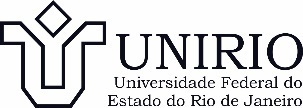 UNIRIO
Universidade Federal do
Estado do Rio de Janeiro